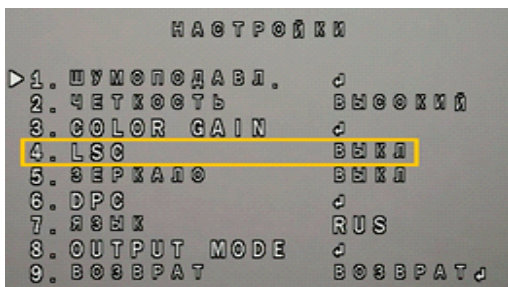 НАСТРОЙКИ
1. ШУМОПОДАВЛ. ↲
2. ЧЕТКОСТЬ ВЫСОКИЙ
3. COLOR GAIN ↲
4. LSC ВЫКЛ
5. ЗЕРКАЛО ВЫКЛ
6. DPC ↲
7. ЯЗЫК RUS
8. OUTPUT MODE ↲
9. ВОЗВРАТ ВОЗВРАТ↲